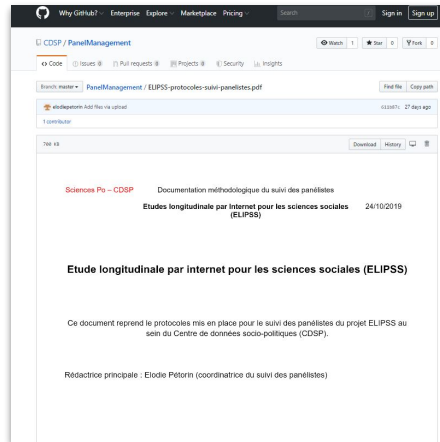 Why GitHub? Enterprise Explore Marketplace Pricing Search Sign in Sign up
CDSP / PanelManagement Watch 1 Star 0 Fork 0
Code Issues 0 Pull requests 0 Projects 0 Security Insights
Branch: master PanelManagement / ELIPSS-protocoles-suivi-panelistes.pdf Find file Copy path
elodiepetorin Add files via upload 27 days ago
1 contributor
700 KB Download History
Sciences Po – CDSP Documentation méthodologique du suivi des panélistes
Etudes longitudinale par Internet pour les sciences sociales 24/10/2019
(ELIPSS)
Etude longitudinale par internet pour les sciences sociales (ELIPSS)
Ce document reprend le protocoles mis en place pour le suivi des panélistes du projet ELIPSS au
sein du Centre de données socio-politiques (CDSP).
Rédactrice principale : Elodie Pétorin (coordinatrice du suivi des panélistes)